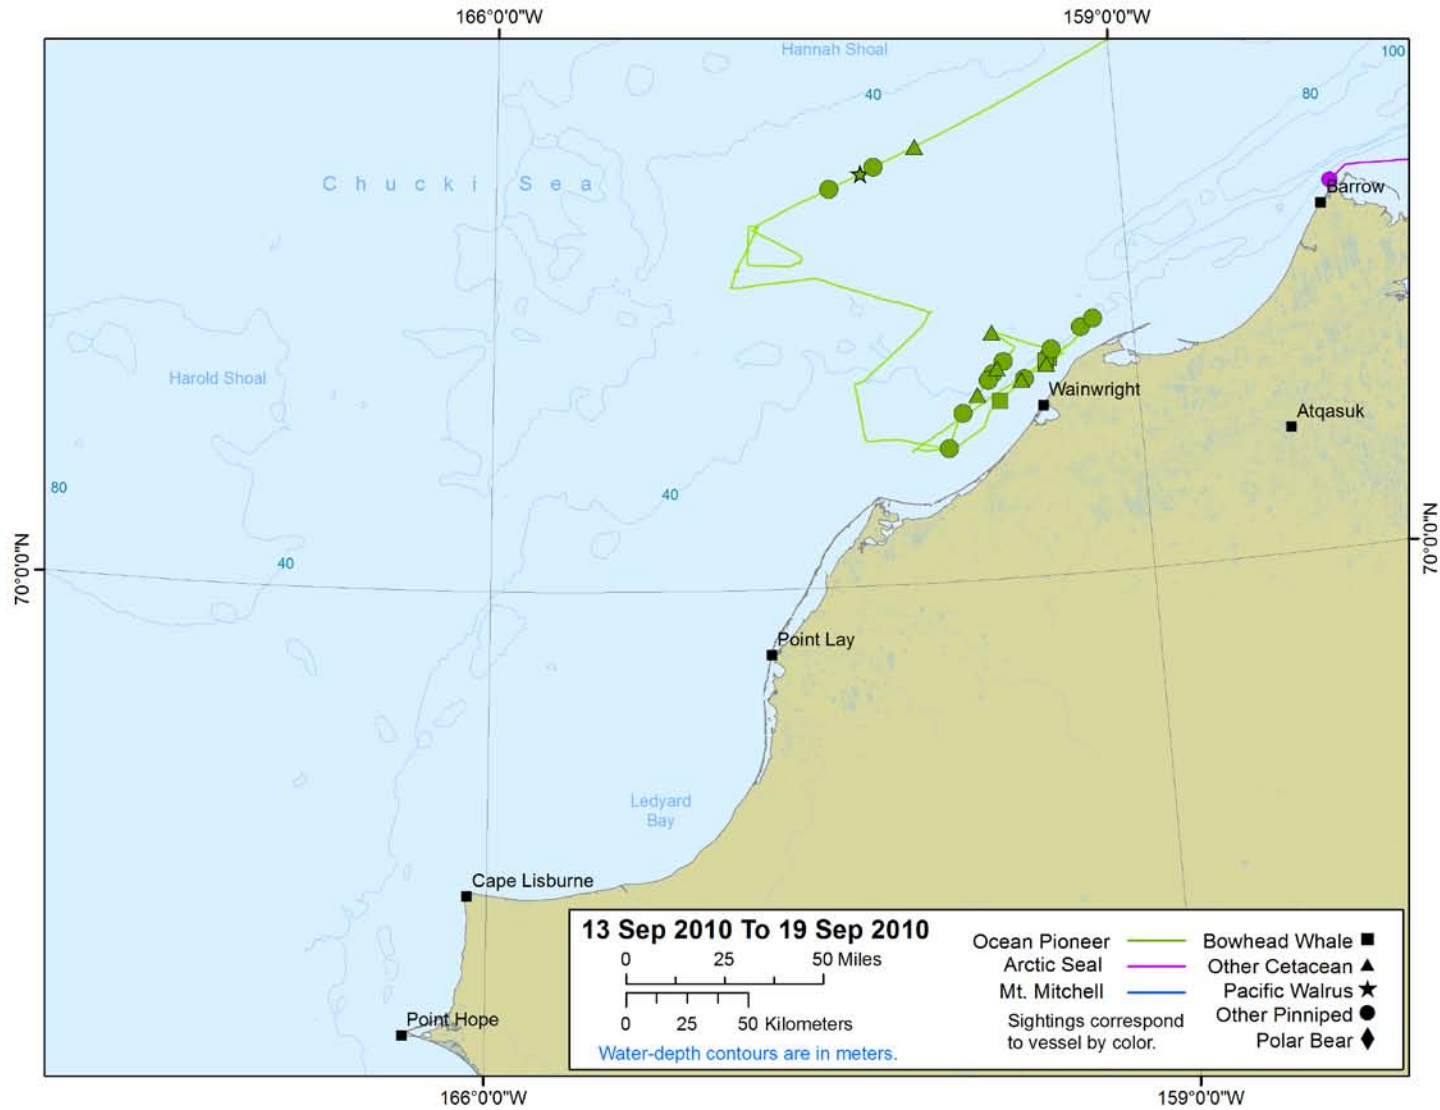 166°0'0"W
159°0'0"W
Hannah Shoal
100
40
80
Chucki Sea
Barrow
Harold Shoal
Wainwright
Atqasuk
80
40
70°0'0"N
70°0'0"N
40
Point Lay
Ledyard
Bay
Cape Lisburne
Point Hope
13 Sep 2010 To 19 Sep 2010
0 25 50 Miles
0 25 50 Kilometers
Water-depth contours are in meters.
Ocean Pioneer
Arctic Seal
Mt. Mitchell
Sightings correspond
to vessel by color.
Bowhead Whale
Other Cetacean
Pacific Walrus
Other Pinniped
Polar Bear
166°0'0"W
159°0'0"W